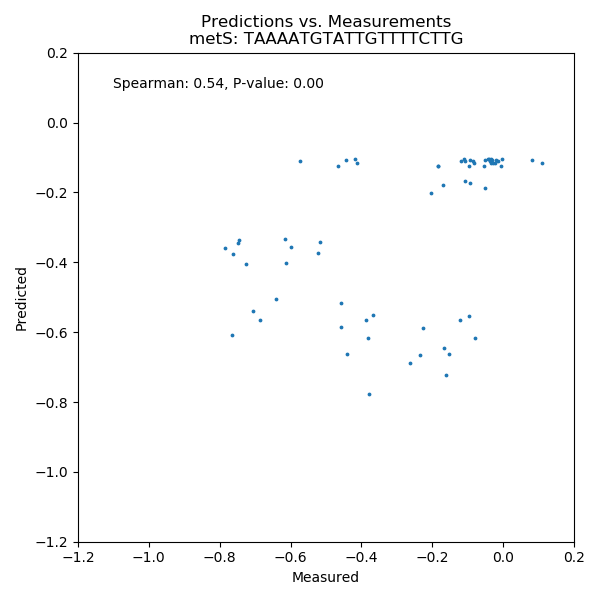 Predictions vs. Measurements
metS: TAAAATGTATTGTTTTCTTG
Spearman: 0.54, P-value: 0.00
0.2
0.0
−0.2
−0.4
−0.6
−0.8
−1.0
−1.2
Predicted
−1.2 −1.0 −0.8 −0.6 −0.4 −0.2 0.0 0.2
Measured